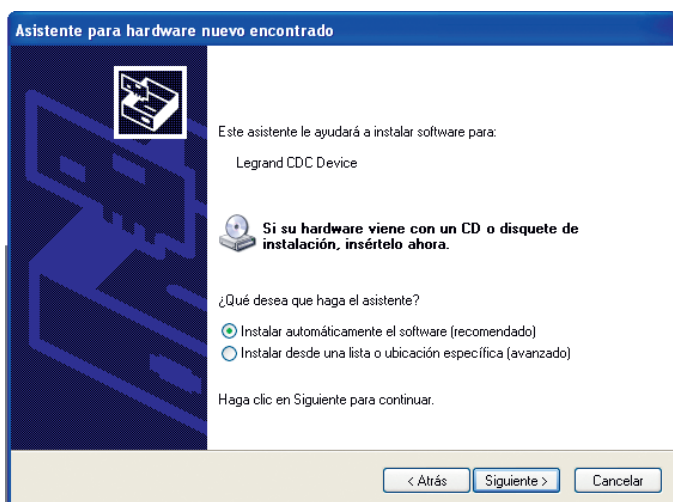 Asistente para hardware nuevo encontrado
Este asistente le ayudará a instalar software para:
Legrand CDC Device
Si su hardware viene con un CD o disquete de
instalación, insértelo ahora.
¿Qué desea que haga el asistente?
Instalar automáticamente el software (recomendado)
Instalar desde una lista o ubicación específica (avanzado)
Haga clic en Siguiente para continuar.
< Atrás Siguiente > Cancelar